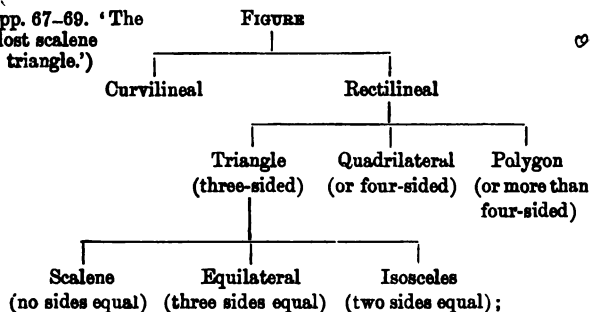 pp. 67–69. ‘The
lost scalene
triangle.’)
FIGURE
Curvilineal Rectilineal
Triangle Quadrilateral Polygon
(three-sided) (or four-sided) (or more than
four-sided)
Scalene Equilateral Isosceles
(no sides equal) (three sides equal) (two sides equal);